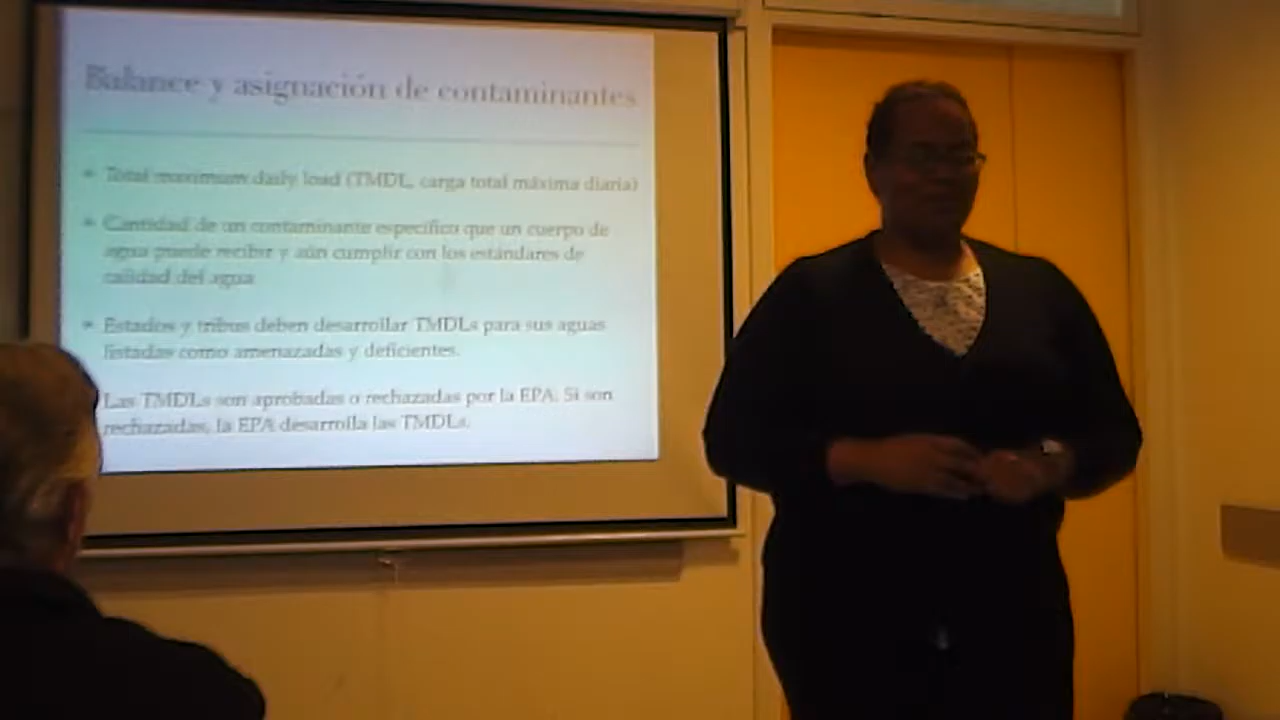 Balance y asignación de contaminantes
Total maximum daily load (TMDL, carga total máxima diaria)
Cantidad de un contaminante específico que un cuerpo de
agua puede recibir y aún cumplir con los estándares de
calidad del agua
Estados y tribus deben desarrollar TMDLs para sus aguas
listadas como amenazadas y deficientes.
Las TMDLs son aprobadas o rechazadas por la EPA. Si son
rechazadas, la EPA desarrolla las TMDLs.